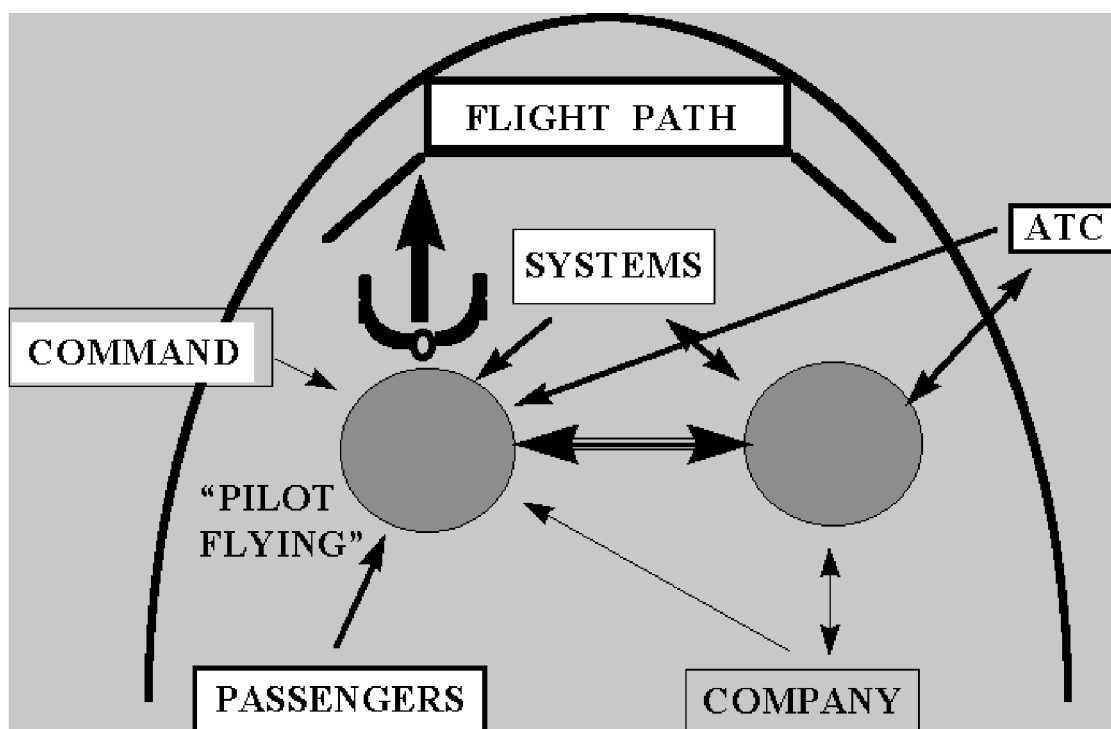 FLIGHT PATH
ATC
SYSTEMS
COMMAND
“PILOT
FLYING”
PASSENGERS
COMPANY